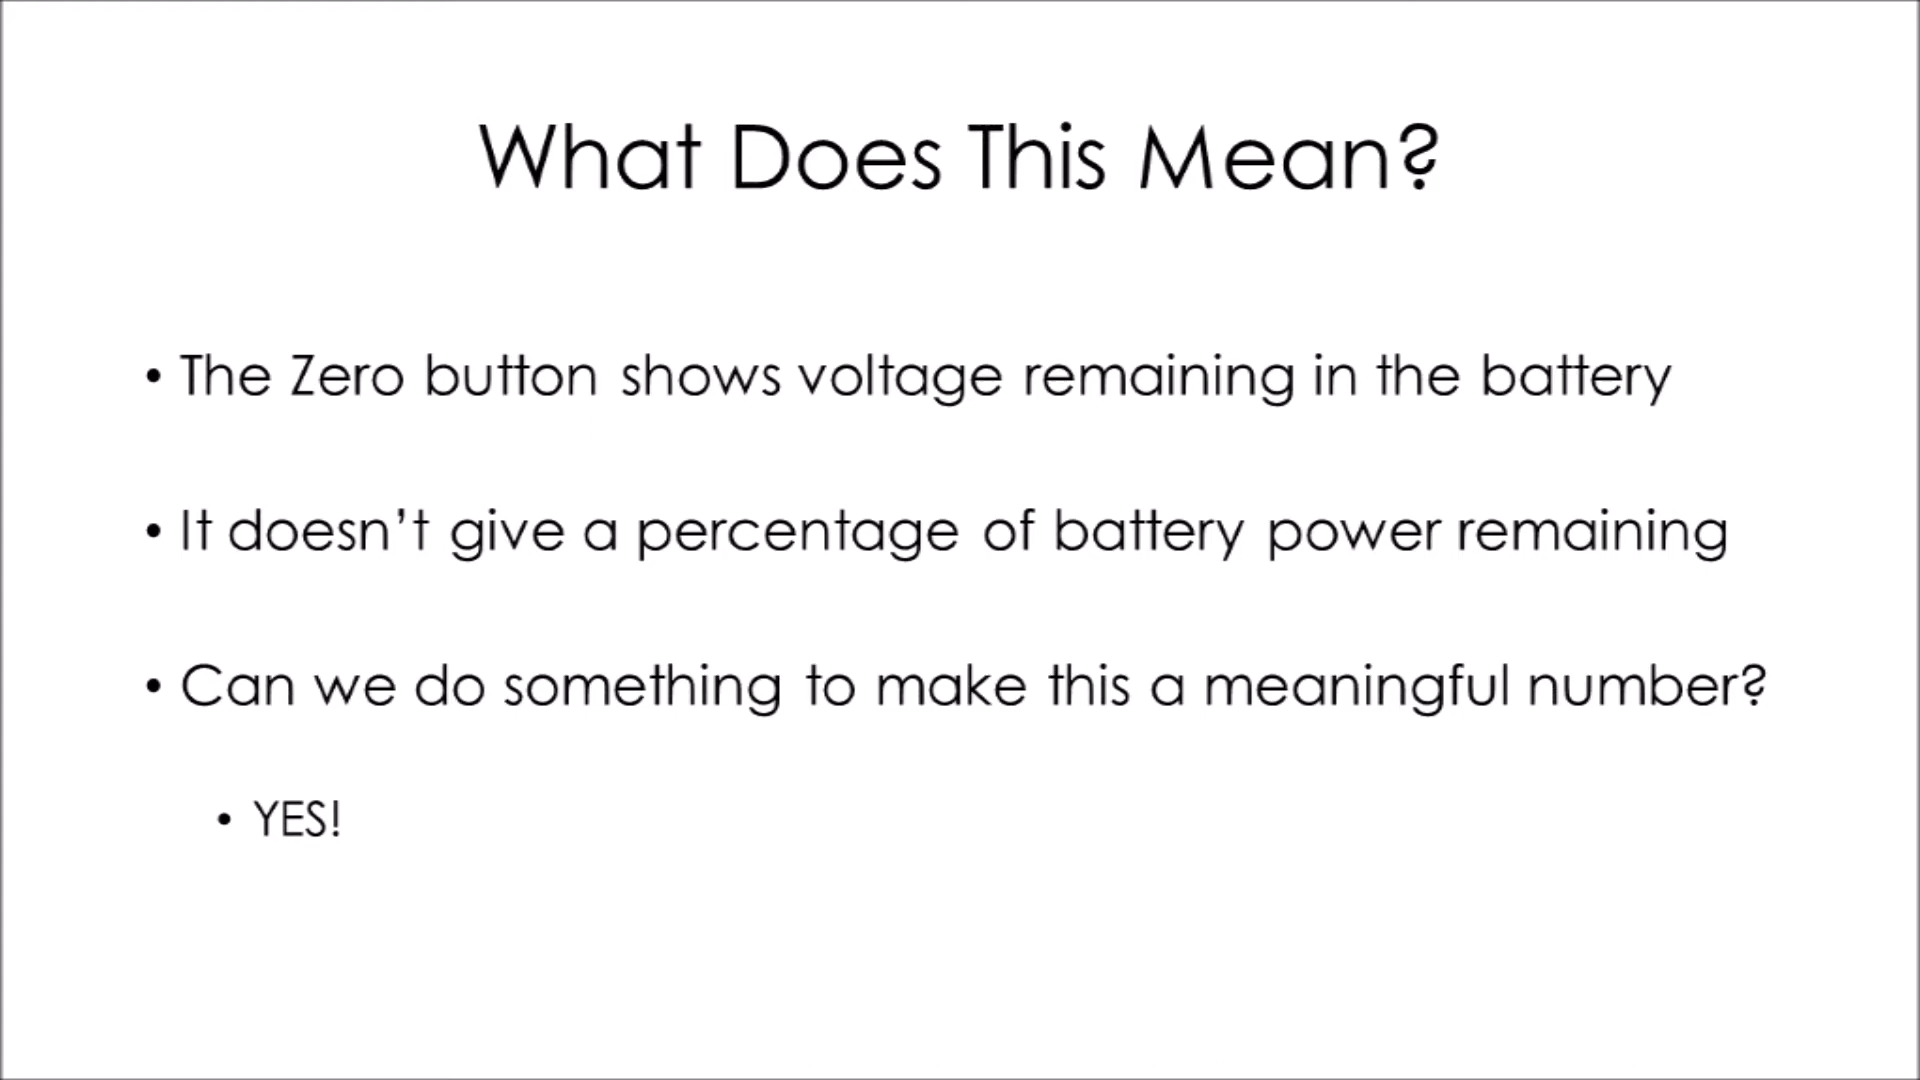 What Does This Mean?
• The Zero button shows voltage remaining in the battery
• It doesn’t give a percentage of battery power remaining
• Can we do something to make this a meaningful number?
• YES!